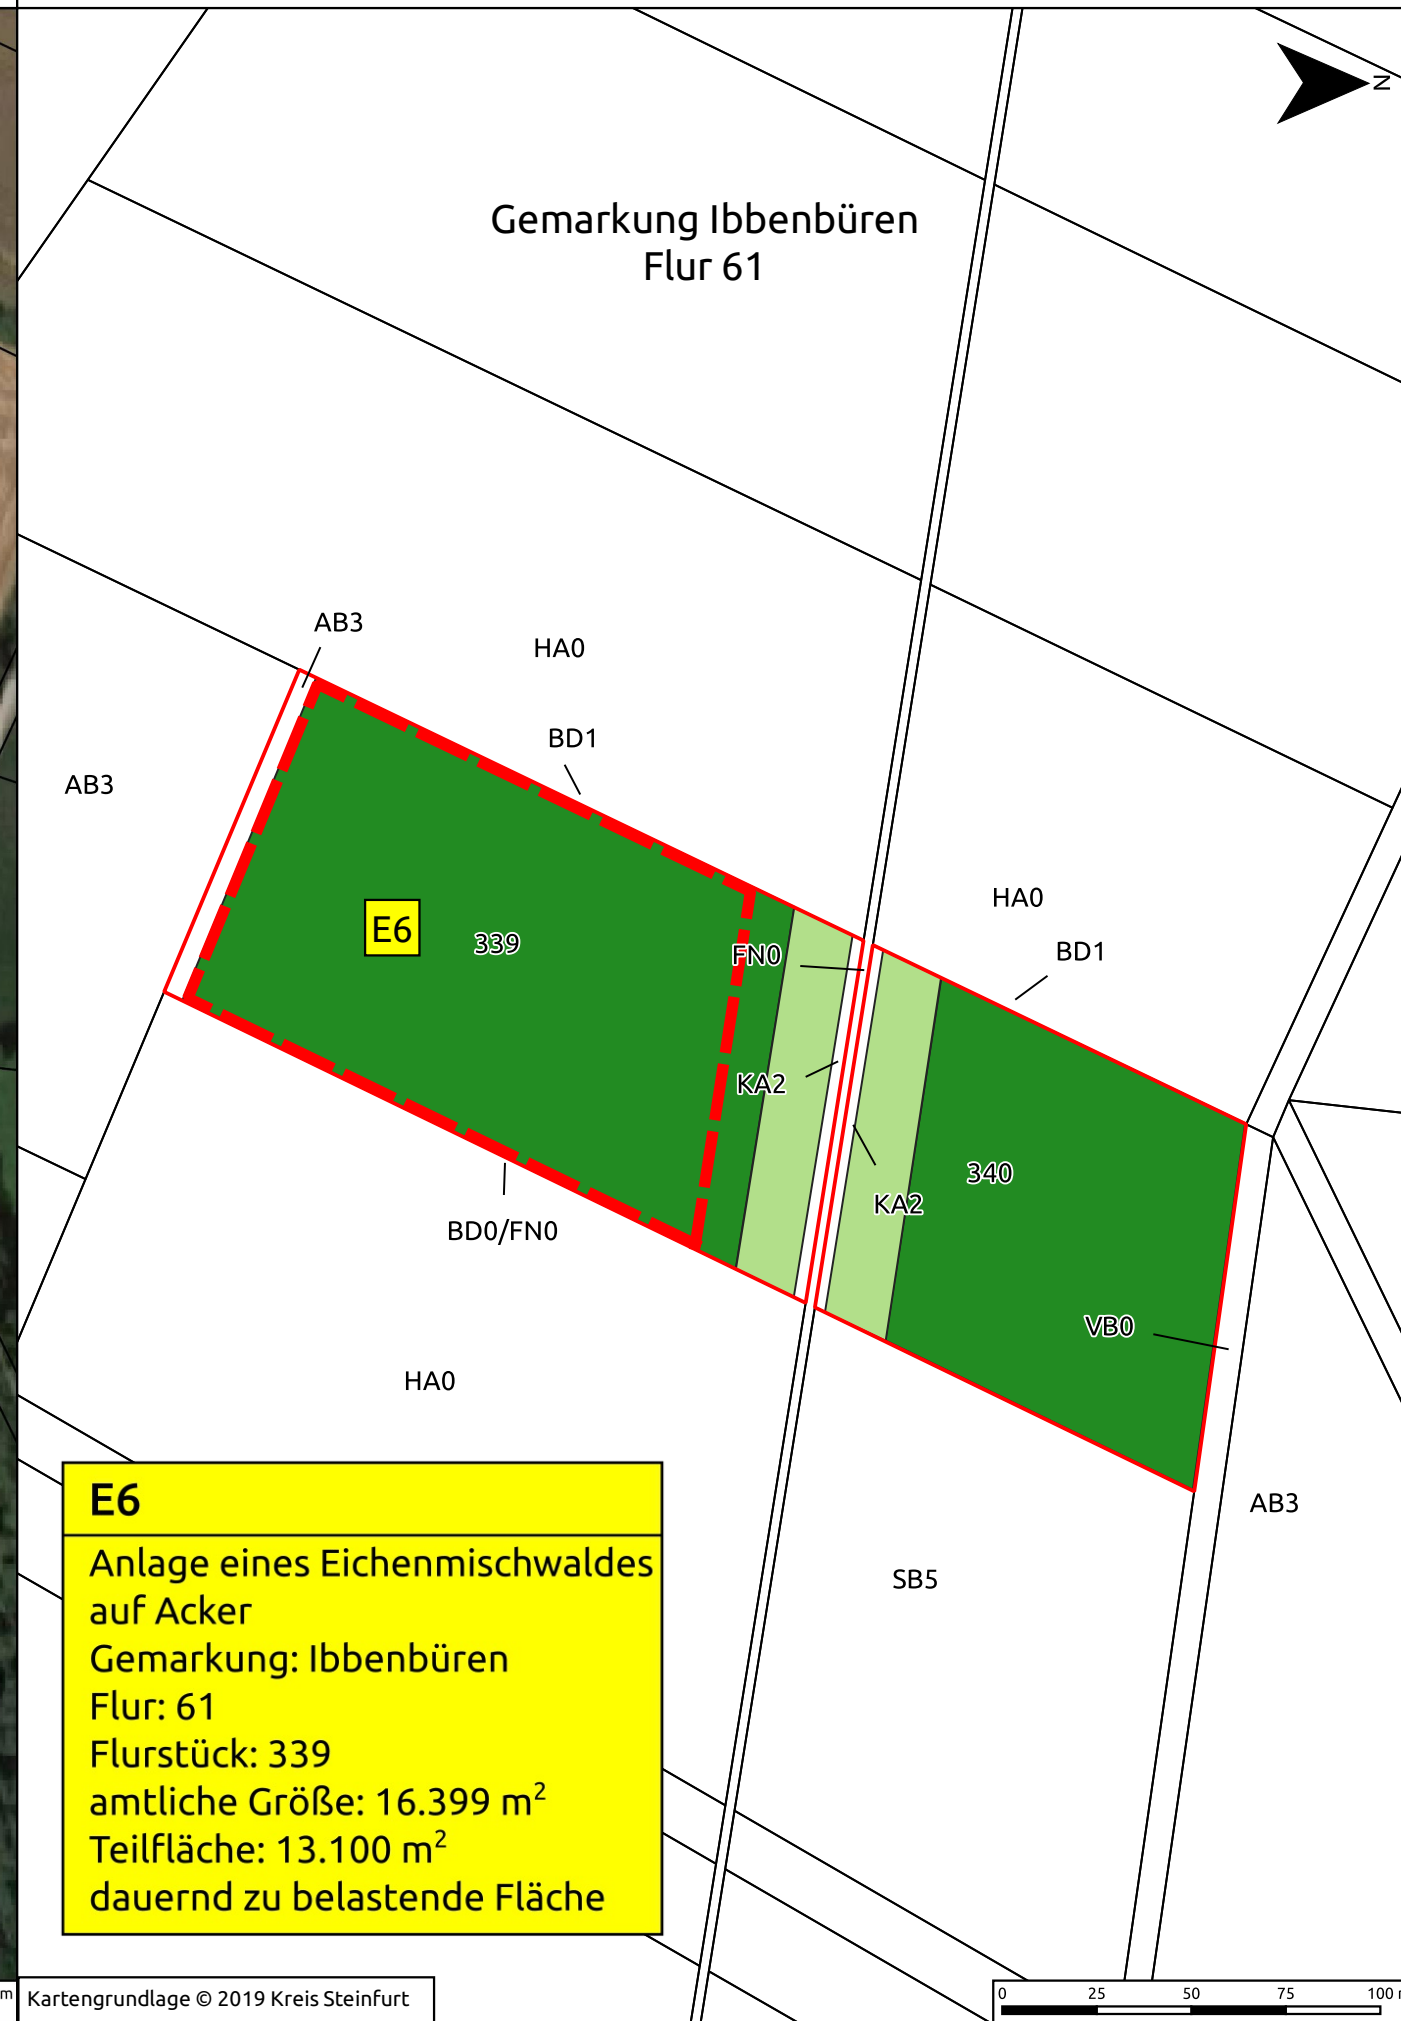 N
Gemarkung Ibbenbüren
Flur 61
AB3
HA0
BD1
AB3
HA0
E6
339
FN0
BD1
KA2
340
KA2
BD0/FN0
VB0
HA0
AB3
SB5
E6
Anlage eines Eichenmischwaldes
auf Acker
Gemarkung: Ibbenbüren
Flur: 61
Flurstück: 339
amtliche Größe: 16.399 m²
Teilfläche: 13.100 m²
dauernd zu belastende Fläche
m
Kartengrundlage © 2019 Kreis Steinfurt
0 25 50 75 100